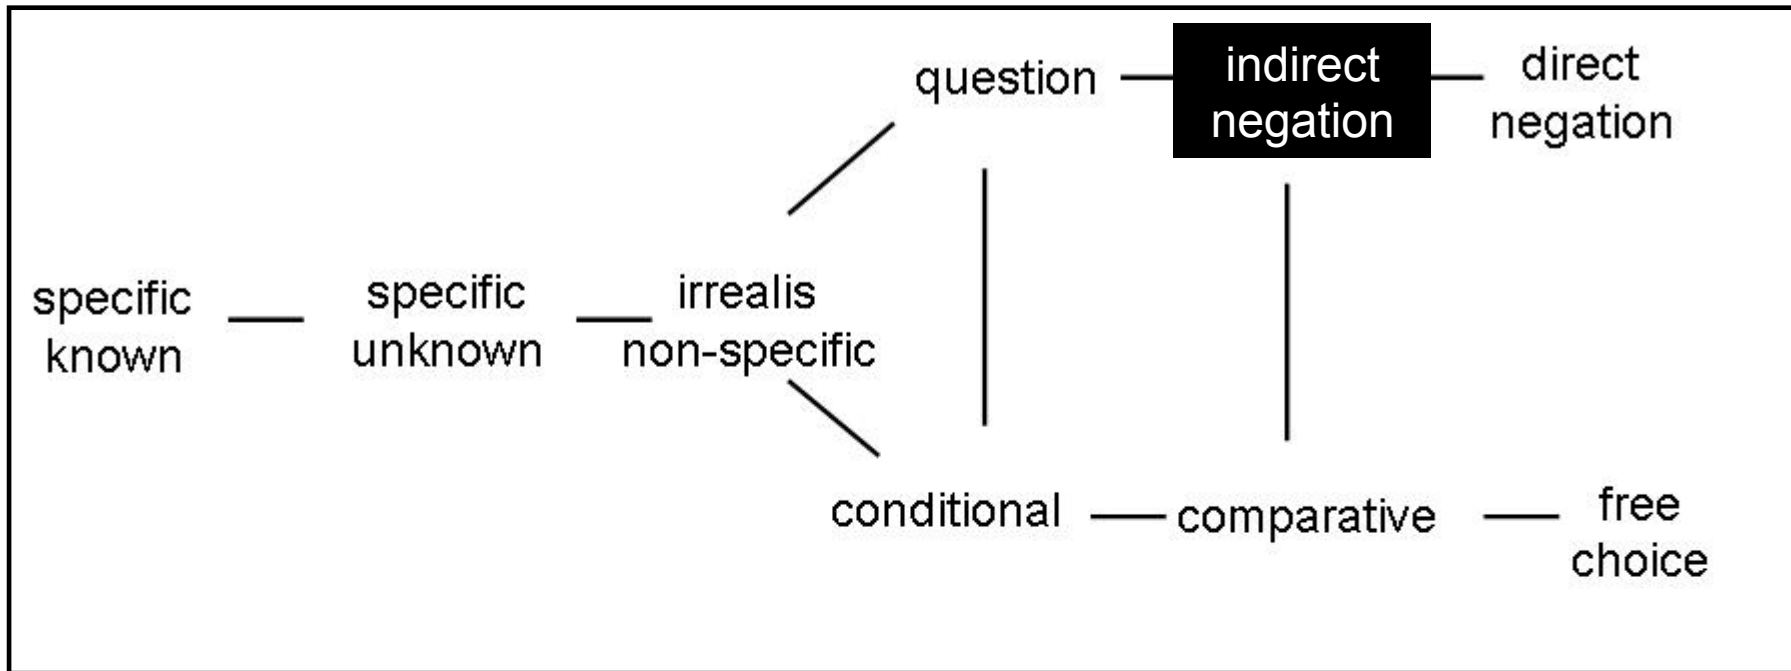 question
indirect
negation
direct
negation
specific
known
specific
unknown
irrealis
non-specific
conditional
comparative
free
choice